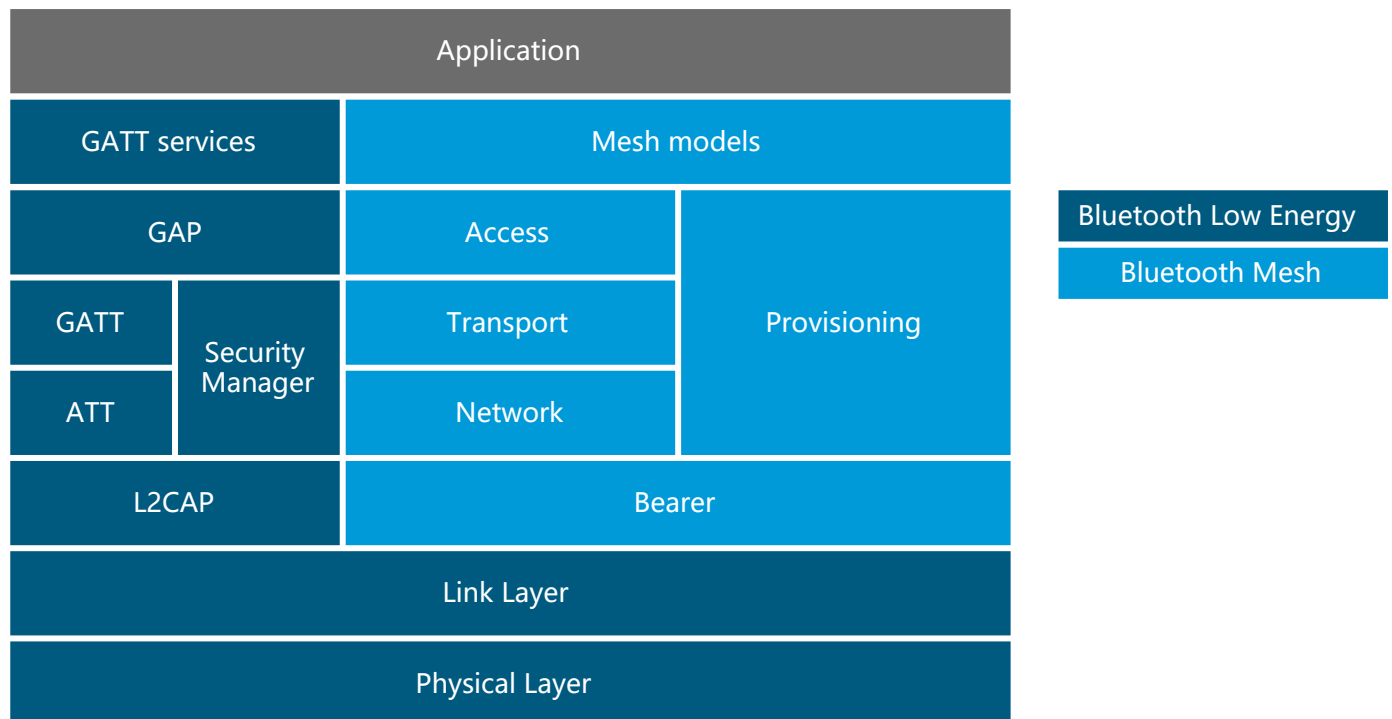 Application
GATT services
Mesh models
GAP
Access
Bluetooth Low Energy
Bluetooth Mesh
GATT
Security
Manager
Transport
Provisioning
ATT
Network
L2CAP
Bearer
Link Layer
Physical Layer